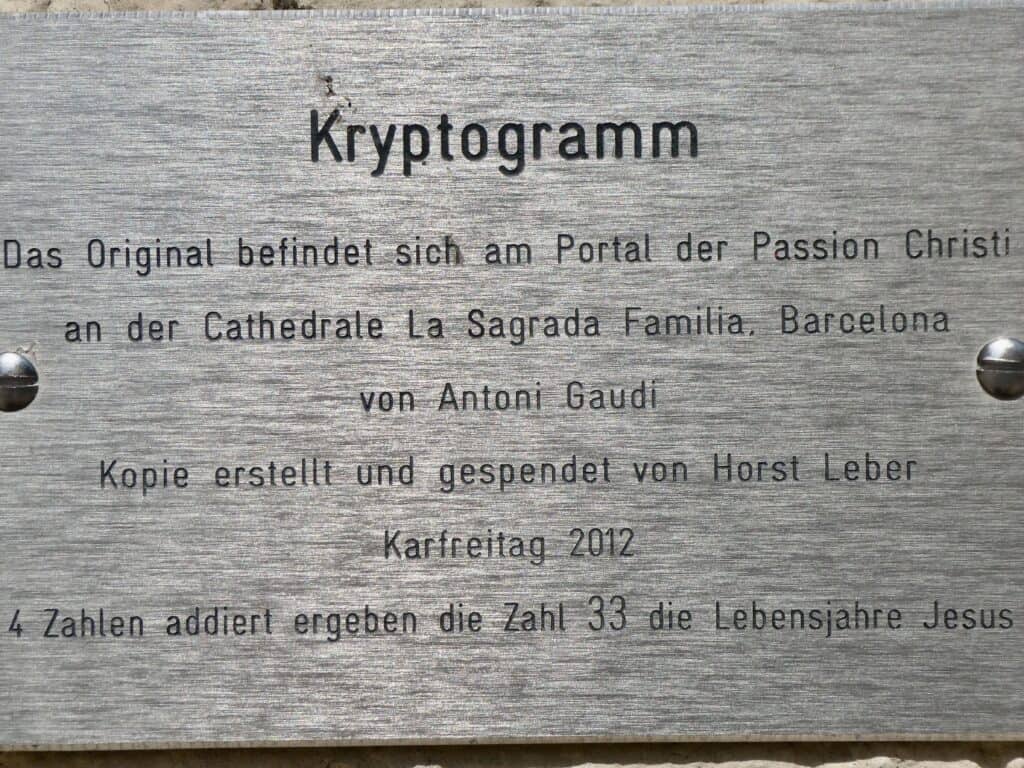 Kryptogramm
Das Original befindet sich am Portal der Passion Christi
an der Cathedrale La Sagrada Familia, Barcelona
von Antoni Gaudi
Kopie erstellt und gespendet von Horst Leber
Karfreitag 2012
4 Zahlen addiert ergeben die Zahl 33 die Lebensjahre Jesus